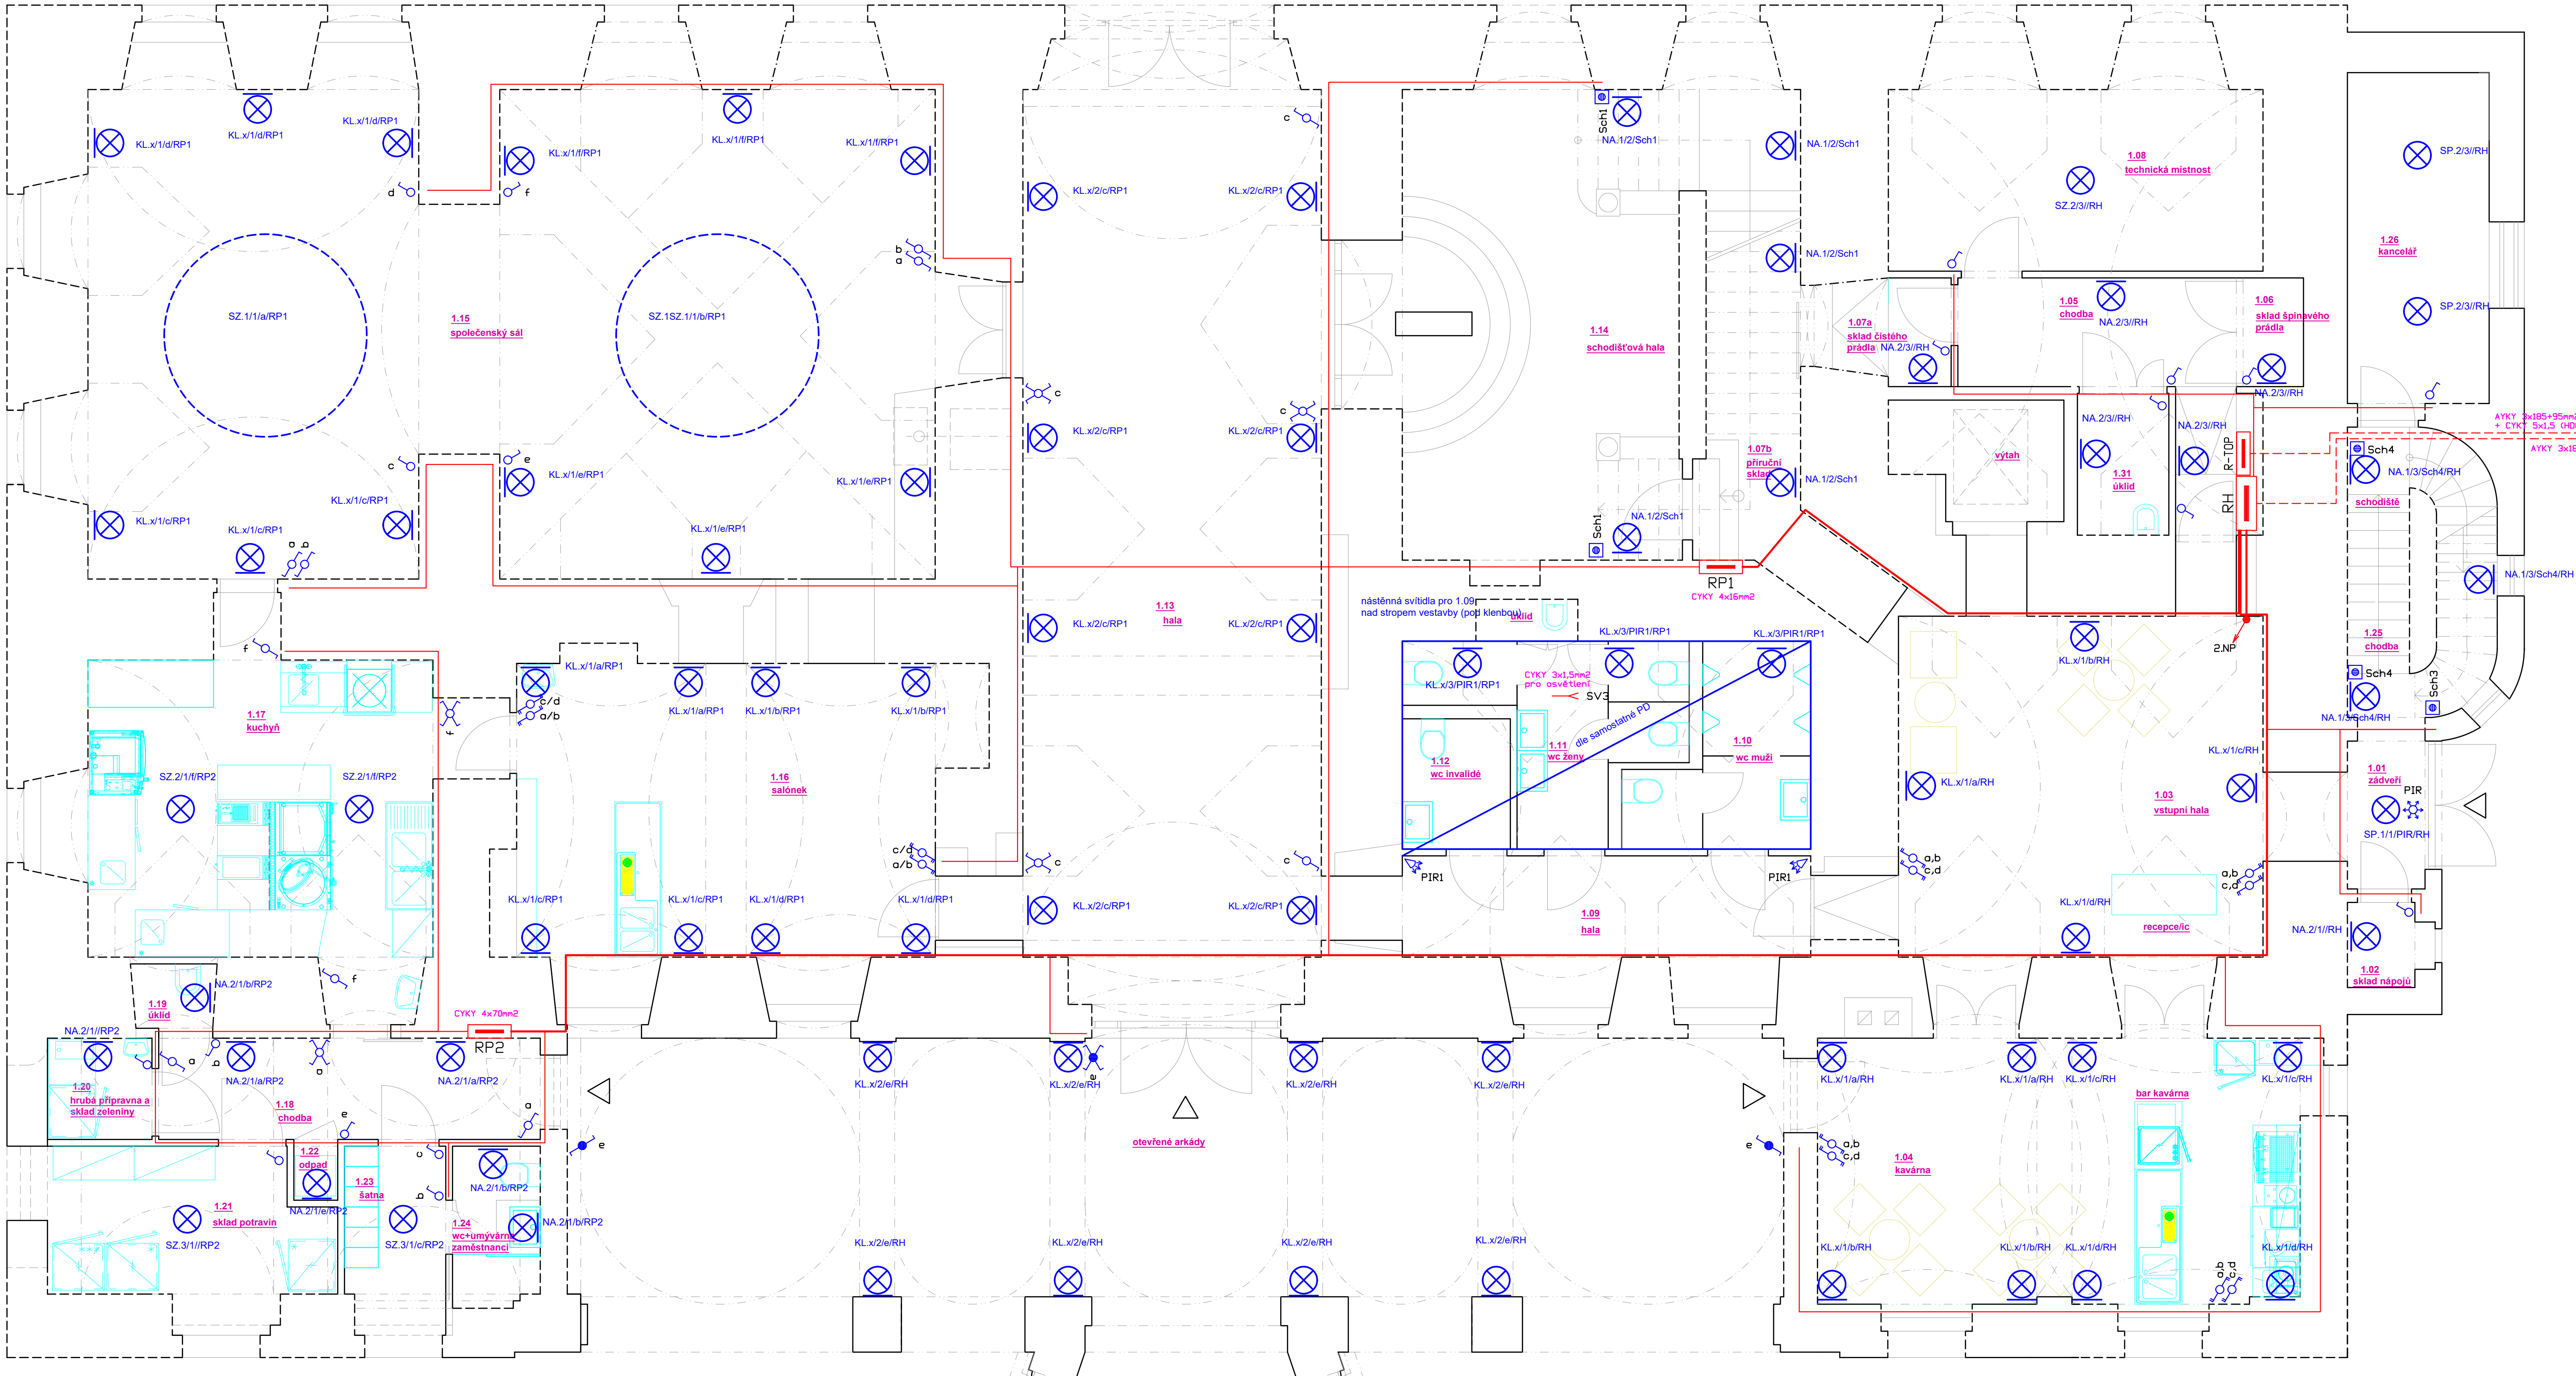 KL.x/1/d/RP1
KL.x/1/d/RP1
KL.x/1/d/RP1
d
SZ.1/1/a/RP1
1.15
společenský sál
c
KL.x/1/c/RP1
KL.x/1/c/RP1
KL.x/1/c/RP1
a
b
KL.x/1/f/RP1
KL.x/1/f/RP1
KL.x/1/f/RP1
f
b
a
SZ.1SZ.1/1/b/RP1
e
KL.x/1/e/RP1
KL.x/1/e/RP1
KL.x/1/e/RP1
c
KL.x/2/c/RP1
KL.x/2/c/RP1
c
c
KL.x/2/c/RP1
KL.x/2/c/RP1
1.13
hala
KL.x/2/c/RP1
KL.x/2/c/RP1
c
c
KL.x/2/c/RP1
KL.x/2/c/RP1
Sch1
NA.1/2/Sch1
NA.1/2/Sch1
NA.1/2/Sch1
1.14
schodišťová hala
1.07b
příruční
sklad
NA.1/2/Sch1
NA.1/2/Sch1
Sch1
RP1
CYKY 4x16mm2
1.08
technická místnost
SZ.2/3//RH
1.05
chodba
NA.2/3//RH
1.06
sklad špinavého
prádla
1.07a
sklad čistého
prádla
NA.2/3//RH
NA.2/3//RH
NA.2/3//RH
NA.2/3//RH
výtah
1.31
úklid
R-TOP
RH
SP.2/3//RH
1.26
kancelář
SP.2/3//RH
AYKY 3x185+95mm2
+ CYKY 5x1,5 (HD
AYKY 3x18
Sch4
NA.1/3/Sch4/RH
schodiště
NA.1/3/Sch4/RH
1.25
chodba
Sch4
Sch3
NA.1/3/Sch4/RH
nástěnná svítidla pro 1.09
nad stropem vestavby (pod klenbou)
úklid
KL.x/3/PIR1/RP1
KL.x/3/PIR1/RP1
KL.x/3/PIR1/RP1
CYKY 3x1,5mm2
pro osvětlení
SV3
dle samostatné PD
1.12
wc invalidé
1.11
wc ženy
1.10
wc muži
PIR1
PIR1
1.09
hala
2.NP
KL.x/1/b/RH
KL.x/1/c/RH
KL.x/1/a/RH
1.03
vstupní hala
a,b
c,d
a,b
c,d
KL.x/1/d/RH
recepce/ic
1.01
zádveří
PIR
SP.1/1/PIR/RH
NA.2/1//RH
1.02
sklad nápojů
f
1.17
kuchyň
f
SZ.2/1/f/RP2
SZ.2/1/f/RP2
f
KL.x/1/a/RP1
c/d
a/b
KL.x/1/a/RP1
KL.x/1/b/RP1
KL.x/1/b/RP1
1.16
salónek
c/d
a/b
KL.x/1/c/RP1
KL.x/1/c/RP1
KL.x/1/d/RP1
KL.x/1/d/RP1
1.19
úklid
NA.2/1/b/RP2
CYKY 4x70mm2
RP2
NA.2/1//RP2
a
b
a
NA.2/1/a/RP2
NA.2/1/a/RP2
1.20
hrubá přípravna a
sklad zeleniny
1.18
chodba
e
a
c
1.22
odpad
1.23
šatna
b
NA.2/1/b/RP2
NA.2/1/e/RP2
1.21
sklad potravin
1.24
wc+umývárna
zaměstnanci
NA.2/1/b/RP2
SZ.3/1//RP2
SZ.3/1/c/RP2
e
KL.x/2/e/RH
KL.x/2/e/RH
e
KL.x/2/e/RH
KL.x/2/e/RH
otevřené arkády
e
KL.x/2/e/RH
KL.x/2/e/RH
KL.x/2/e/RH
KL.x/2/e/RH
KL.x/1/a/RH
KL.x/1/a/RH
KL.x/1/c/RH
KL.x/1/c/RH
bar kavárna
a,b
c,d
1.04
kavárna
KL.x/1/b/RH
KL.x/1/b/RH
KL.x/1/d/RH
KL.x/1/d/RH
a,b
c,d